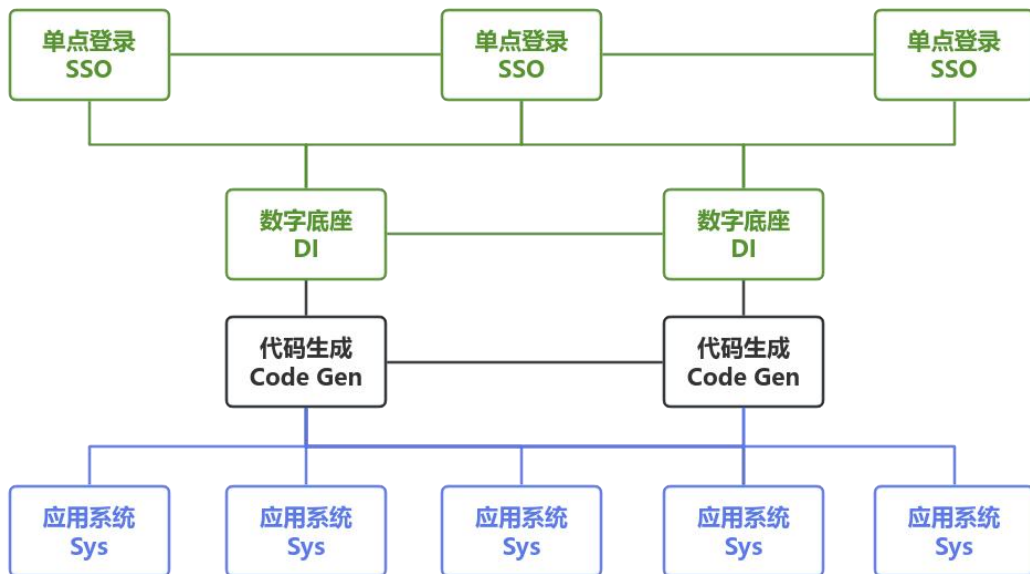 单点登录
SSO
单点登录
SSO
单点登录
SSO
数字底座
DI
数字底座
DI
代码生成
Code Gen
代码生成
Code Gen
应用系统
Sys
应用系统
Sys
应用系统
Sys
应用系统
Sys
应用系统
Sys